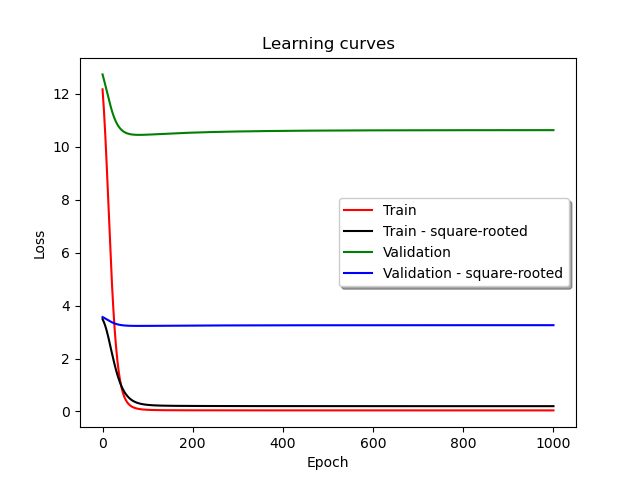 Learning curves
12
10
8
6
4
2
0
Loss
Train
Train - square-rooted
Validation
Validation - square-rooted
0 200 400 600 800 1000
Epoch